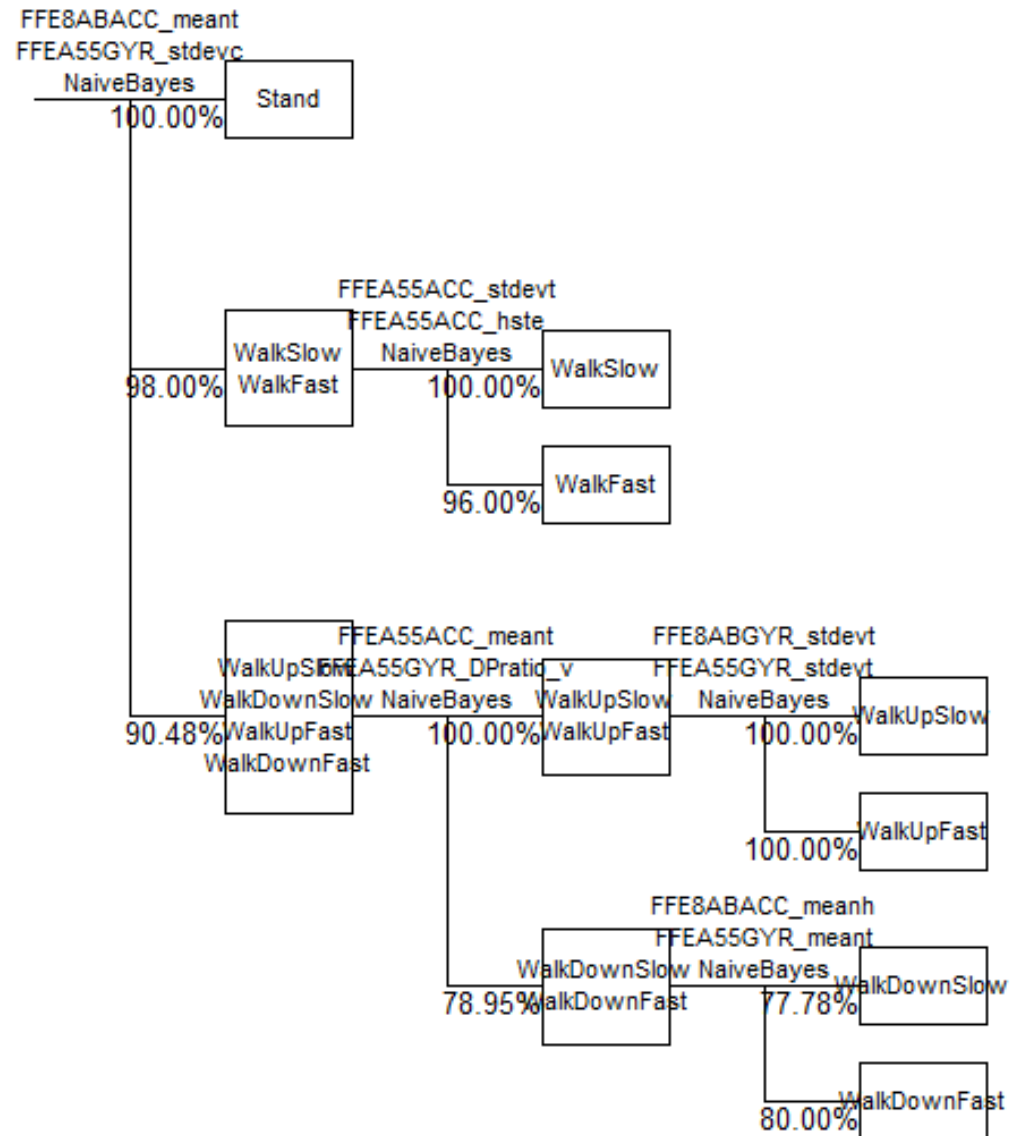 FFE8ABACC_meant
FFEA55GYR_stdevc
NaiveBayes
100.00%
Stand
FFEA55ACC_stdevt
FFEA55ACC_hste
NaiveBayes
98.00%
WalkSlow
WalkFast
100.00%
WalkSlow
96.00%
WalkFast
FFEA55ACC_meant
FFEA55GYR_DPratio_v
NaiveBayes
90.48%
WalkUpSlow
WalkDownSlow
WalkUpFast
WalkDownFast
FFE8ABGYR_stdevt
FFEA55GYR_stdevt
NaiveBayes
100.00%
WalkUpSlow
WalkUpFast
100.00%
WalkUpSlow
100.00%
WalkUpFast
FFE8ABACC_meanh
FFEA55GYR_meant
NaiveBayes
78.95%
WalkDownSlow
WalkDownFast
77.78%
WalkDownSlow
80.00%
WalkDownFast